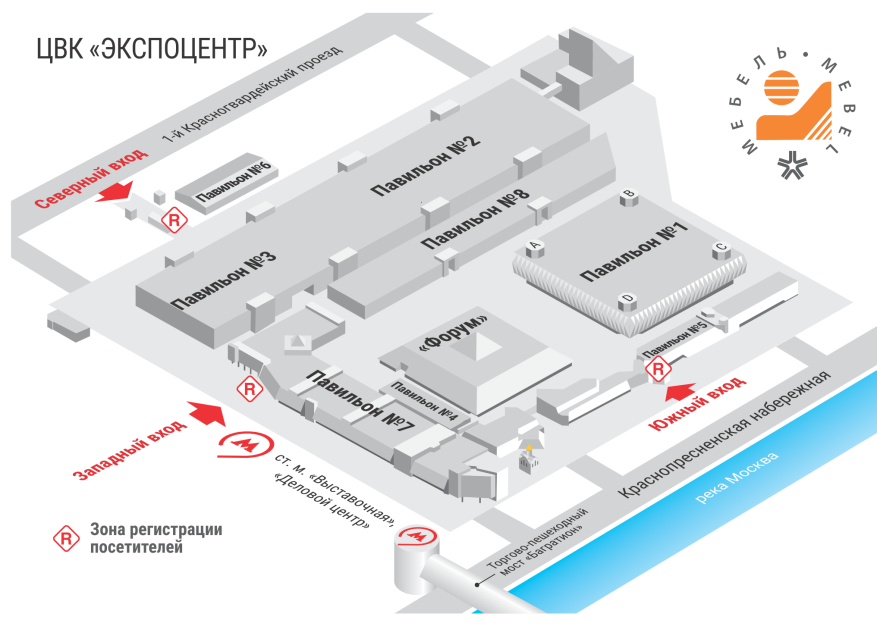 ЦВК «ЭКСПОЦЕНТР»
МЕБЕЛЬ • MEBEL
1-й Красногвардейский проезд
Северный вход
R
Павильон №6
Павильон №2
Павильон №8
Павильон №3
Павильон №1
A
B
C
D
«Форум»
Павильон №5
R
Южный вход
Павильон №4
Павильон №7
R
Западный вход
ст. м. «Выставочная»,
«Деловой центр»
Краснопресненская набережная
река Москва
Торгово-пешеходный
мост «Багратион»
R
Зона регистрации
посетителей